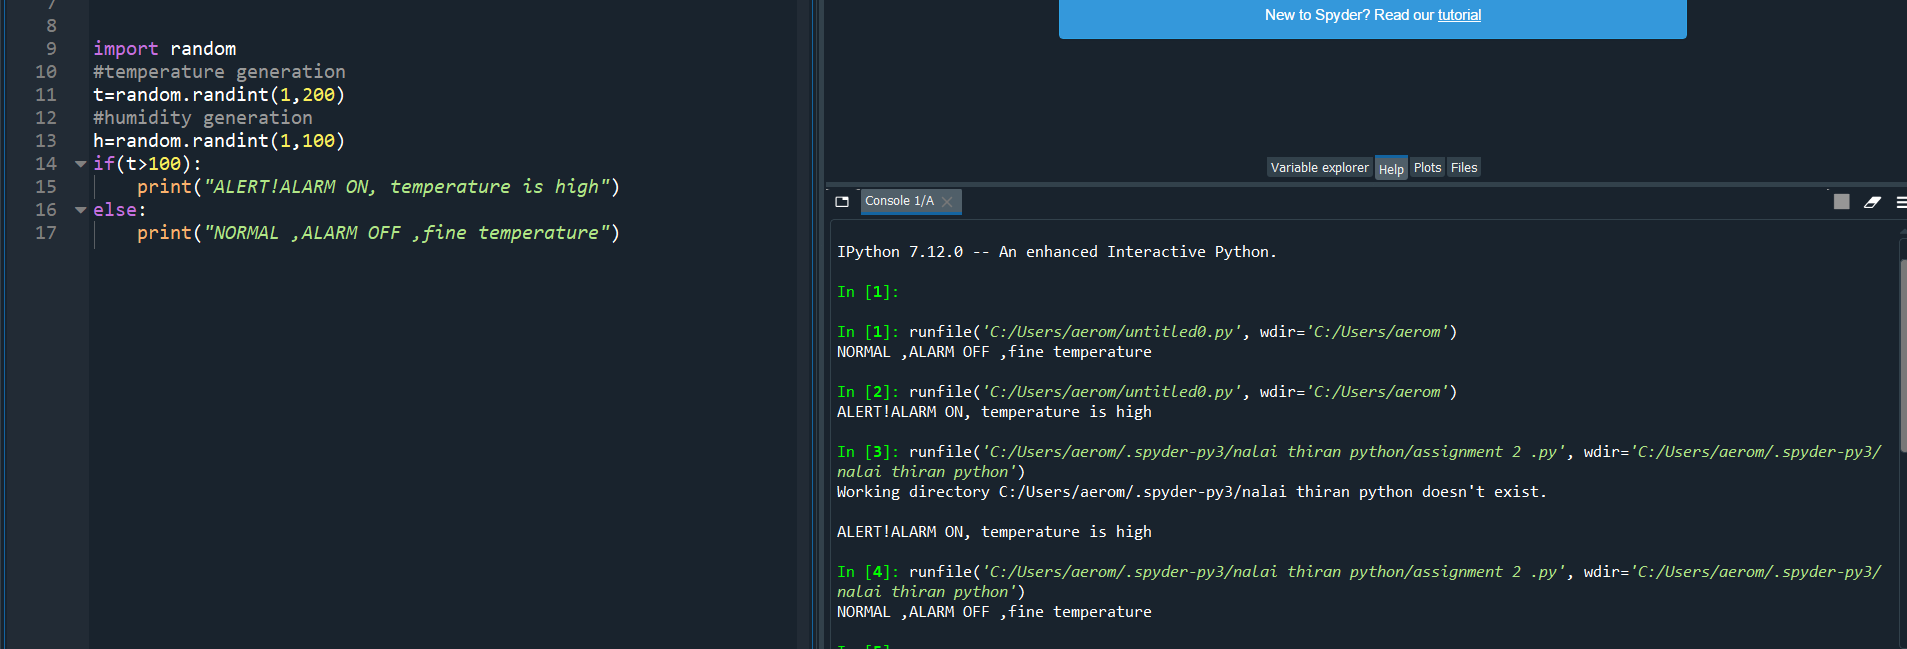 7
8
9 import random
10 #temperature generation
11 t=random.randint(1,200)
12 #humidity generation
13 h=random.randint(1,100)
14 if(t>100):
15 print("ALERT!ALARM ON, temperature is high")
16 else:
17 print("NORMAL ,ALARM OFF ,fine temperature")
New to Spyder? Read our tutorial
Variable explorer Help Plots Files
Console 1/A
IPython 7.12.0 -- An enhanced Interactive Python.
In [1]:
In [1]: runfile('C:/Users/aerom/untitled0.py', wdir='C:/Users/aerom')
NORMAL ,ALARM OFF ,fine temperature
In [2]: runfile('C:/Users/aerom/untitled0.py', wdir='C:/Users/aerom')
ALERT!ALARM ON, temperature is high
In [3]: runfile('C:/Users/aerom/.spyder-py3/nalai thiran python/assignment 2 .py', wdir='C:/Users/aerom/.spyder-py3/
nalai thiran python')
Working directory C:/Users/aerom/.spyder-py3/nalai thiran python doesn't exist.
ALERT!ALARM ON, temperature is high
In [4]: runfile('C:/Users/aerom/.spyder-py3/nalai thiran python/assignment 2 .py', wdir='C:/Users/aerom/.spyder-py3/
nalai thiran python')
NORMAL ,ALARM OFF ,fine temperature
In [5]: